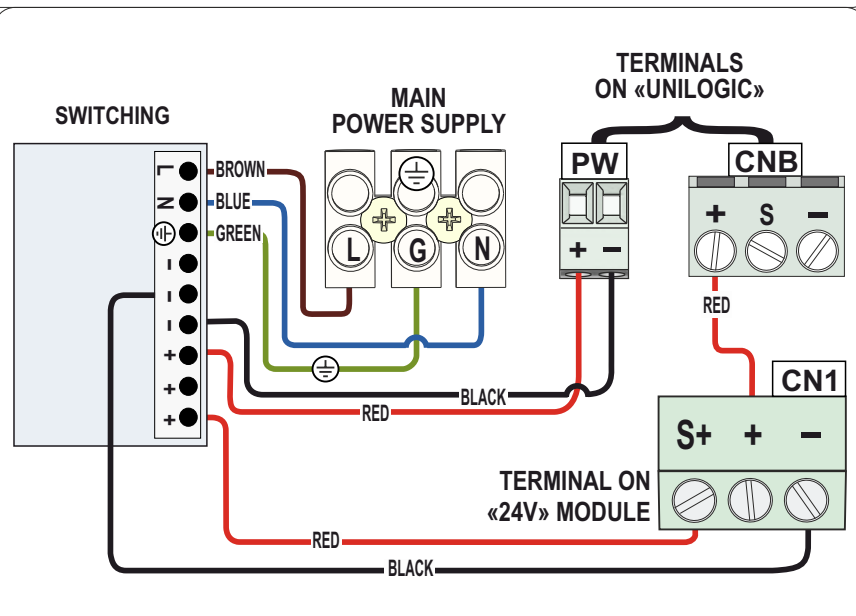 TERMINALS
ON «UNILOGIC»
MAIN
POWER SUPPLY
SWITCHING
PW
CNB
L
N
–
–
–
+
+
+
BROWN
BLUE
GREEN
L G N
+ –
+ S –
RED
CN1
BLACK
RED
S+ + –
TERMINAL ON
«24V» MODULE
RED
BLACK